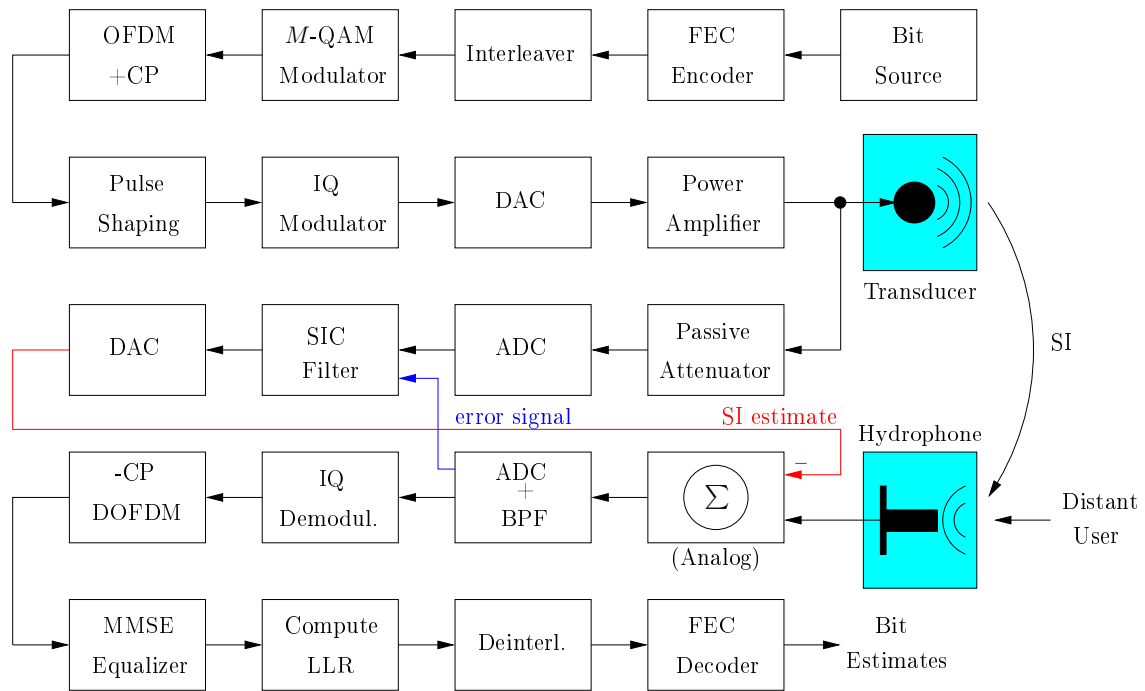 OFDM
+CP
M-QAM
Modulator
Interleaver
FEC
Encoder
Bit
Source
Pulse
Shaping
IQ
Modulator
DAC
Power
Amplifier
Transducer
DAC
SIC
Filter
ADC
Passive
Attenuator
SI
error signal
SI estimate
Hydrophone
-CP
DOFDM
IQ
Demodul.
ADC
+
BPF
Σ
–
(Analog)
Distant
User
MMSE
Equalizer
Compute
LLR
Deinterl.
FEC
Decoder
Bit
Estimates